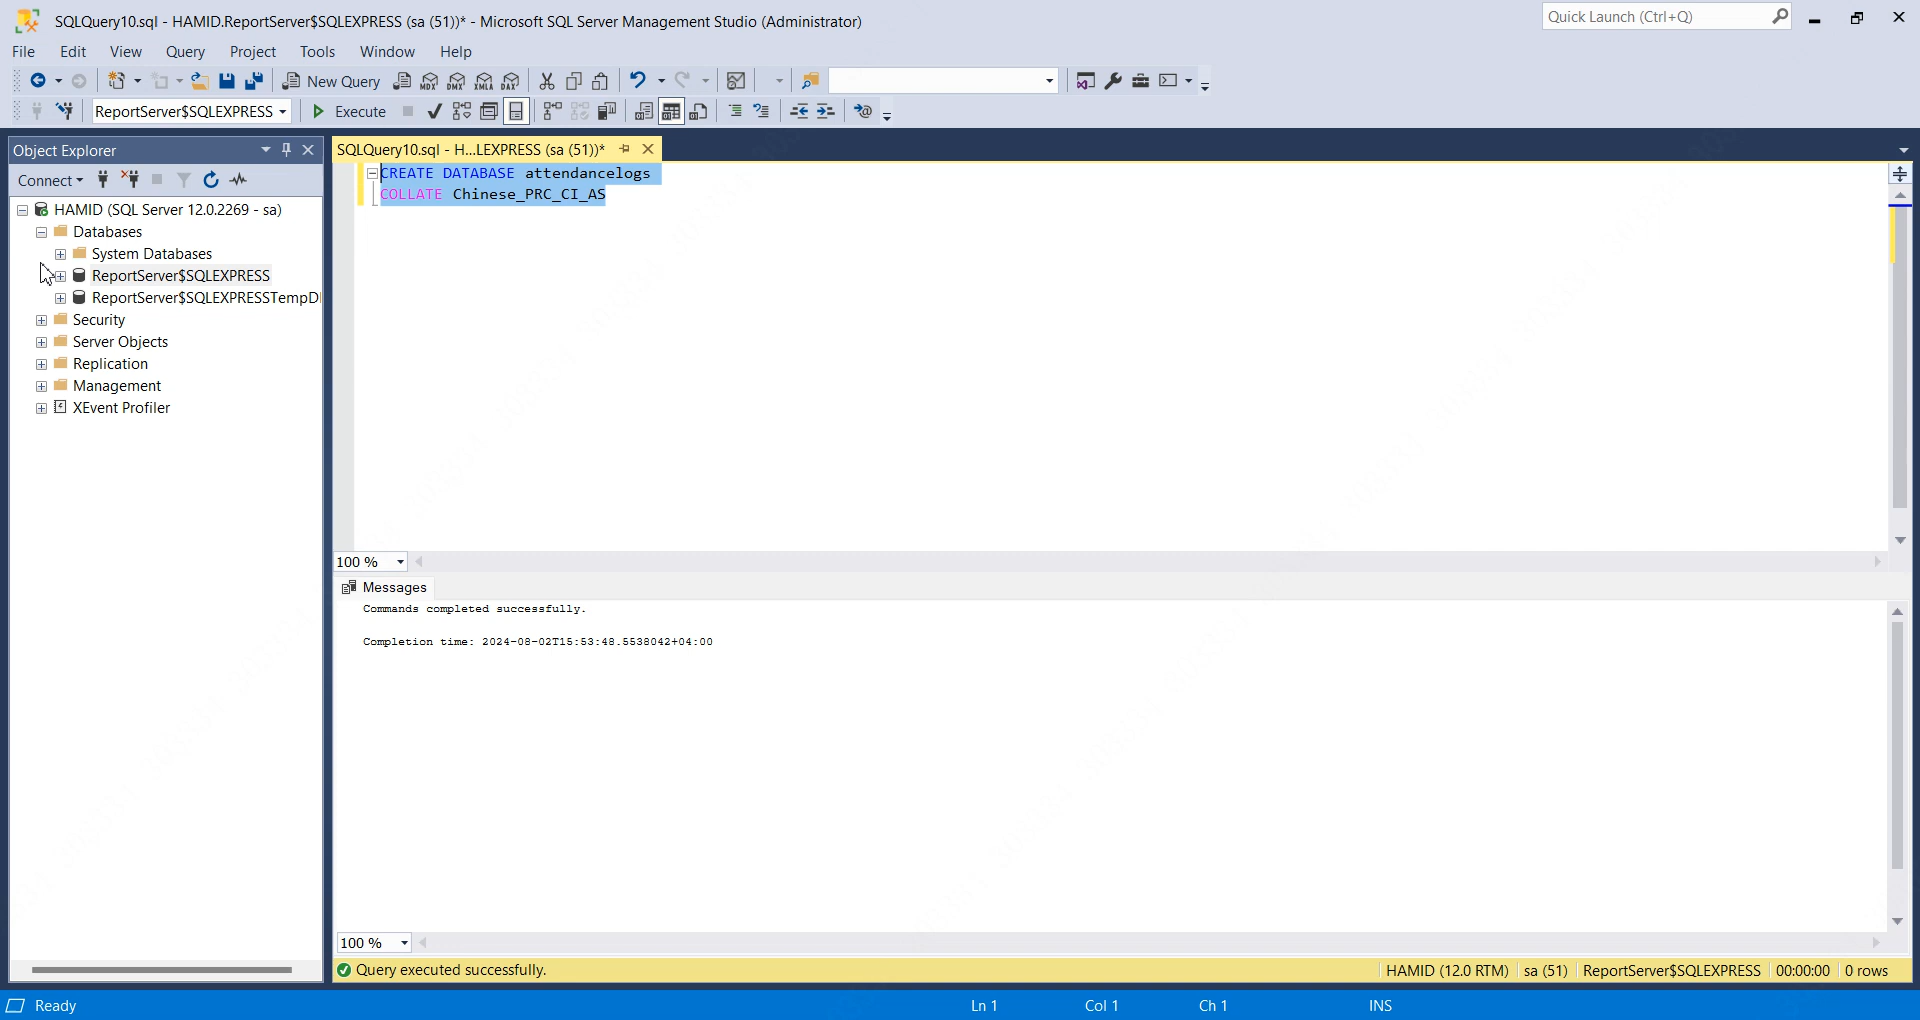 SQLQuery10.sql - HAMID.ReportServer$SQLEXPRESS (sa (51))* - Microsoft SQL Server Management Studio (Administrator)
Quick Launch (Ctrl+Q)
File Edit View Query Project Tools Window Help
New Query MDX DMX XMLA DAX
ReportServer$SQLEXPRESS Execute
Object Explorer
SQLQuery10.sql - H...LEXPRESS (sa (51))*
Connect
HAMID (SQL Server 12.0.2269 - sa)
Databases
System Databases
ReportServer$SQLEXPRESS
ReportServer$SQLEXPRESSTempD
Security
Server Objects
Replication
Management
XEvent Profiler
CREATE DATABASE attendancelogs
COLLATE Chinese_PRC_CI_AS
100 %
Messages
Commands completed successfully.
Completion time: 2024-08-02T15:53:48.5538042+04:00
100 %
Query executed successfully.
HAMID (12.0 RTM) sa (51) ReportServer$SQLEXPRESS 00:00:00 0 rows
Ready Ln 1 Col 1 Ch 1 INS